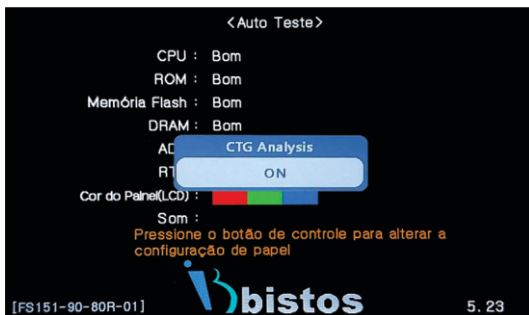 <Auto Teste>
CPU : Bom
ROM : Bom
Memória Flash : Bom
DRAM : Bom
CTG Analysis
ON
Cor do Painel(LCD) :
Som :
Pressione o botão de controle para alterar a
configuração de papel
bistos
[FS151-90-80R-01]
5.23